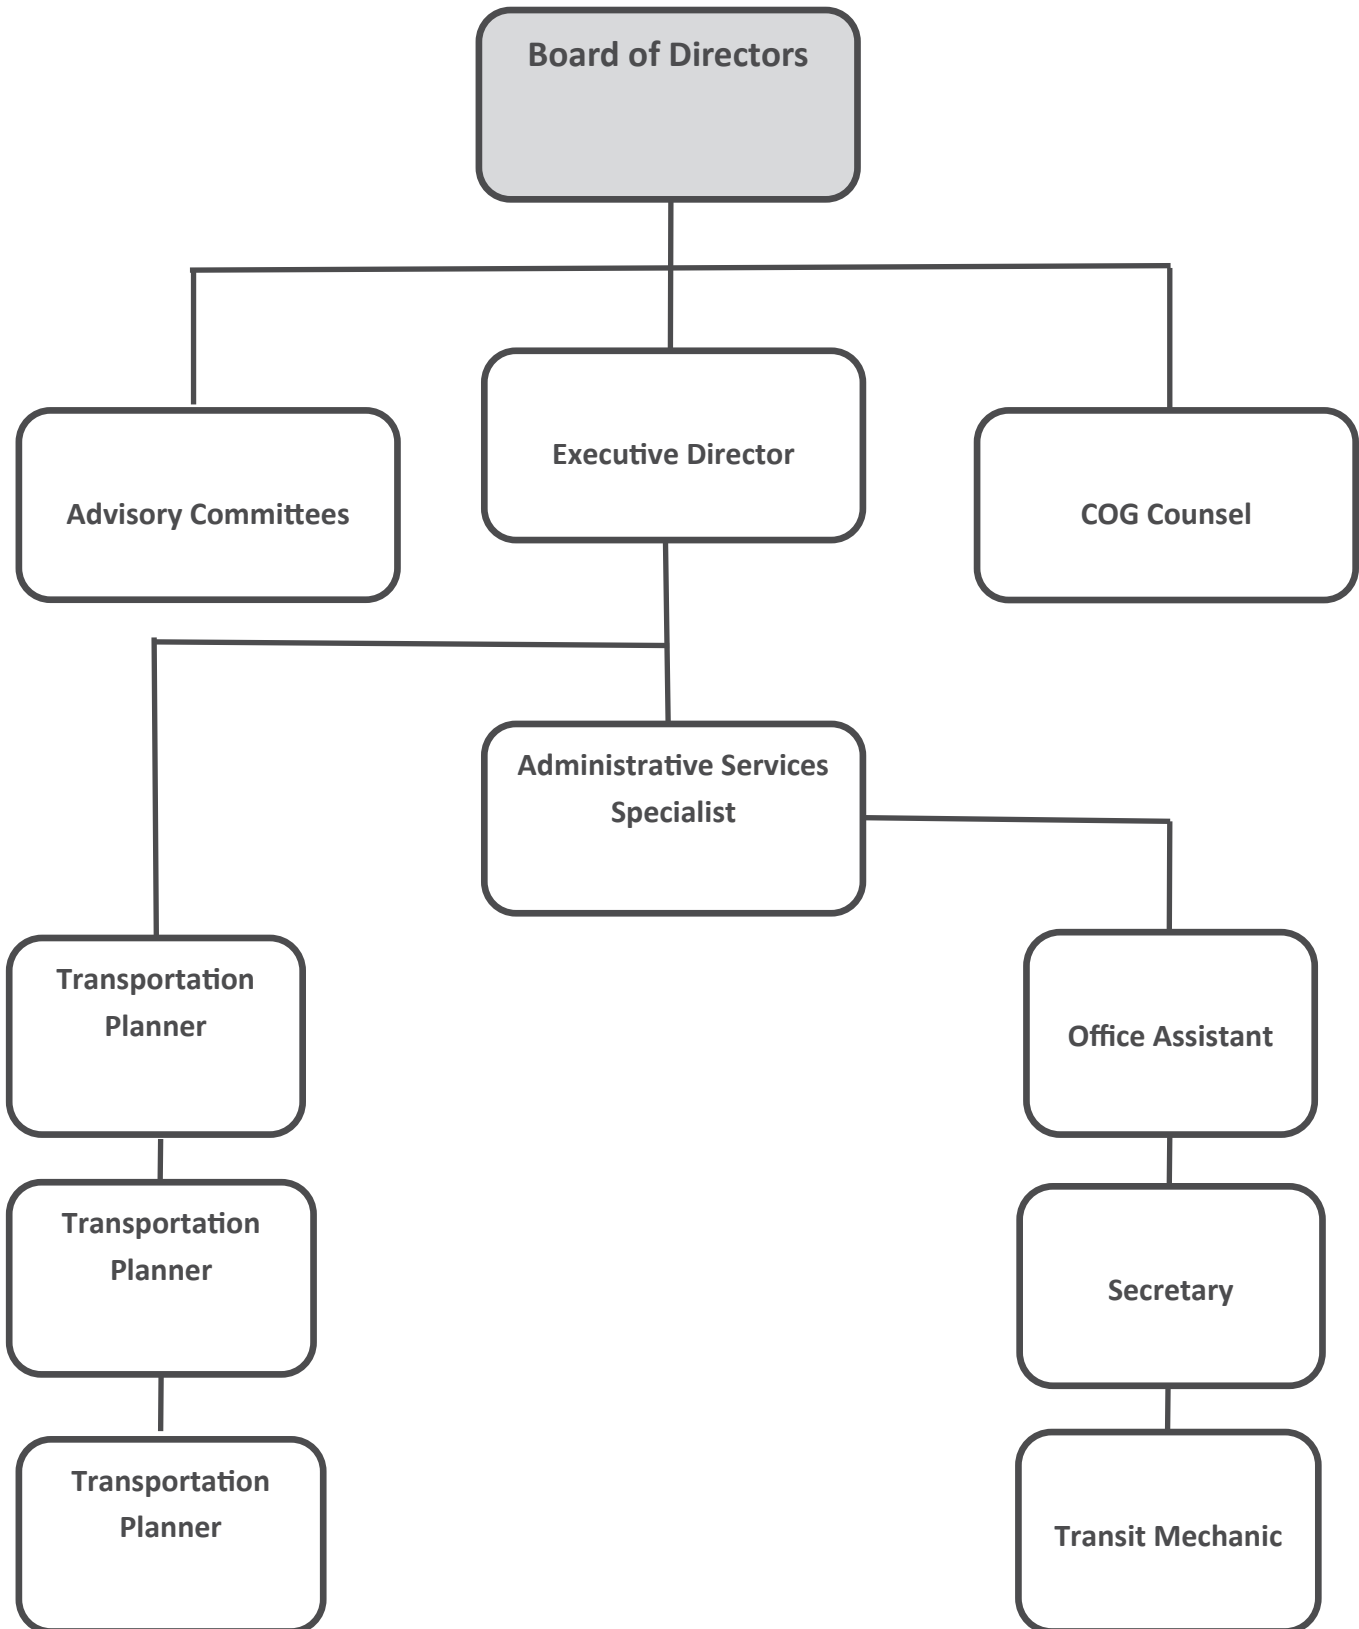 Board of Directors
Executive Director
Advisory Committees
COG Counsel
Administrative Services
Specialist
Transportation
Planner
Office Assistant
Transportation
Planner
Secretary
Transportation
Planner
Transit Mechanic